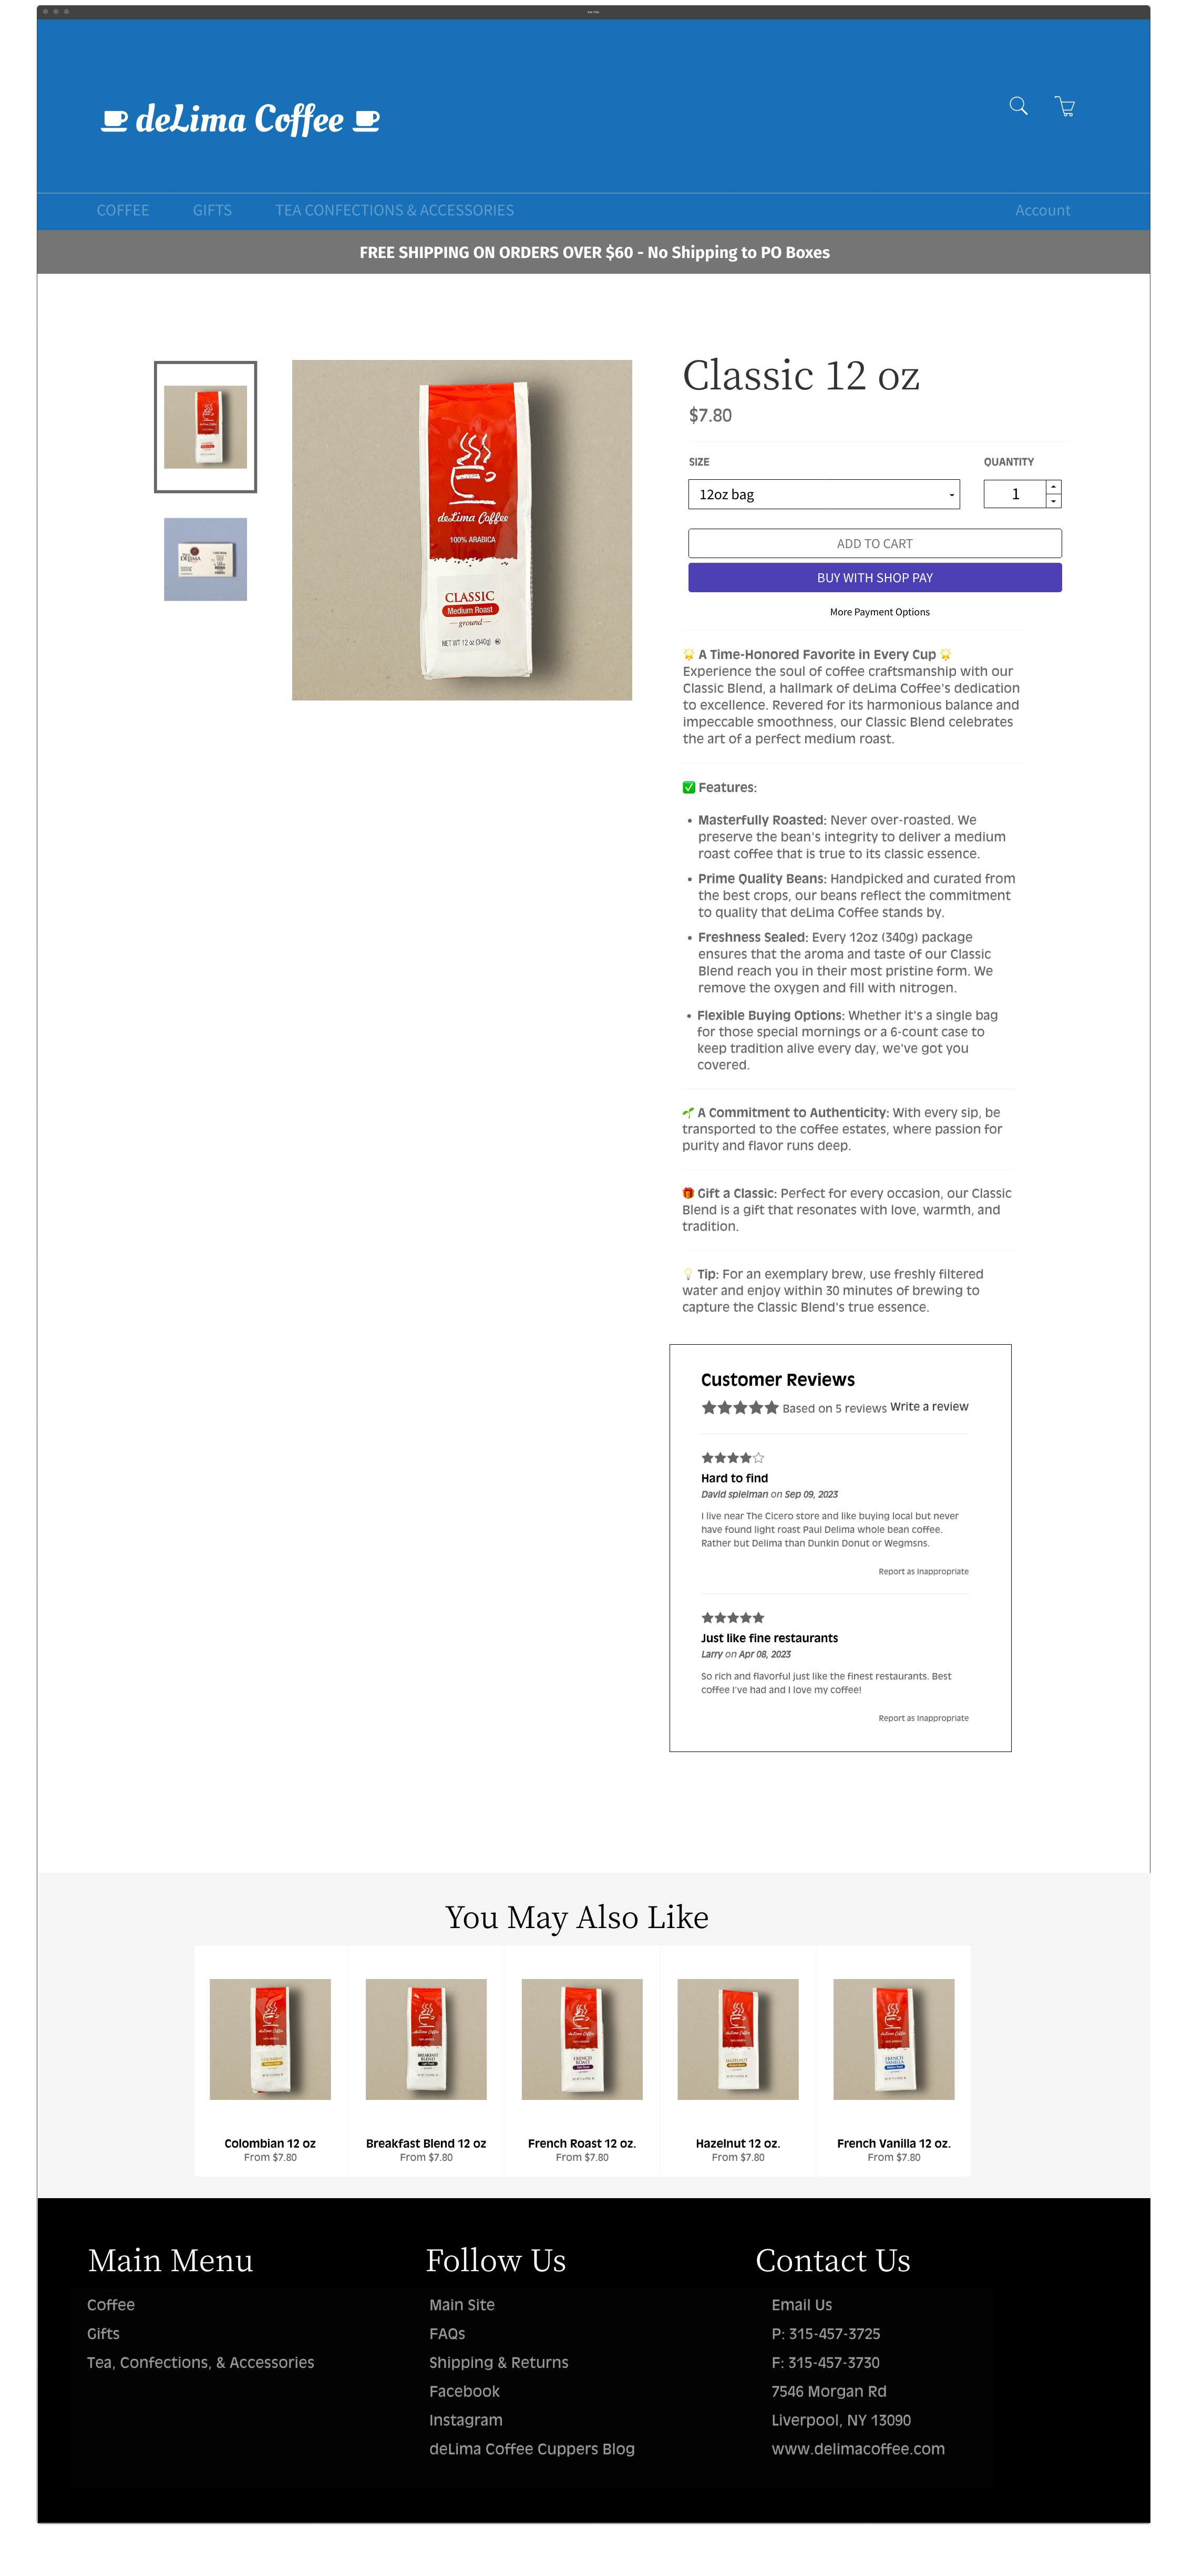 deLima Coffee
COFFEE GIFTS TEA CONFECTIONS & ACCESSORIES Account
FREE SHIPPING ON ORDERS OVER $60 - No Shipping to PO Boxes
deLima Coffee
100% ARABICA
CLASSIC
Medium Roast
ground
NET WT 12 oz (340g)
DELIMA
Classic 12 oz
$7.80
SIZE QUANTITY
12oz bag 1
ADD TO CART
BUY WITH SHOP PAY
More Payment Options
🌟 A Time-Honored Favorite in Every Cup 🌟
Experience the soul of coffee craftsmanship with our
Classic Blend, a hallmark of deLima Coffee's dedication
to excellence. Revered for its harmonious balance and
impeccable smoothness, our Classic Blend celebrates
the art of a perfect medium roast.
✅ Features:
• Masterfully Roasted: Never over-roasted. We
preserve the bean's integrity to deliver a medium
roast coffee that is true to its classic essence.
• Prime Quality Beans: Handpicked and curated from
the best crops, our beans reflect the commitment
to quality that deLima Coffee stands by.
• Freshness Sealed: Every 12oz (340g) package
ensures that the aroma and taste of our Classic
Blend reach you in their most pristine form. We
remove the oxygen and fill with nitrogen.
• Flexible Buying Options: Whether it's a single bag
for those special mornings or a 6-count case to
keep tradition alive every day, we've got you
covered.
🌱 A Commitment to Authenticity: With every sip, be
transported to the coffee estates, where passion for
purity and flavor runs deep.
🎁 Gift a Classic: Perfect for every occasion, our Classic
Blend is a gift that resonates with love, warmth, and
tradition.
💡 Tip: For an exemplary brew, use freshly filtered
water and enjoy within 30 minutes of brewing to
capture the Classic Blend's true essence.
Customer Reviews
★★★★★ Based on 5 reviews Write a review
★★★★☆
Hard to find
David spielman on Sep 09, 2023
I live near The Cicero store and like buying local but never
have found light roast Paul Delima whole bean coffee.
Rather but Delima than Dunkin Donut or Wegmsns.
Report as Inappropriate
★★★★★
Just like fine restaurants
Larry on Apr 08, 2023
So rich and flavorful just like the finest restaurants. Best
coffee I've had and I love my coffee!
Report as Inappropriate
You May Also Like
deLima Coffee
COLOMBIAN
deLima Coffee
BREAKFAST
BLEND
deLima Coffee
FRENCH
ROAST
deLima Coffee
HAZELNUT
deLima Coffee
FRENCH
VANILLA
Colombian 12 oz
From $7.80
Breakfast Blend 12 oz
From $7.80
French Roast 12 oz.
From $7.80
Hazelnut 12 oz.
From $7.80
French Vanilla 12 oz.
From $7.80
Main Menu
Coffee
Gifts
Tea, Confections, & Accessories
Follow Us
Main Site
FAQs
Shipping & Returns
Facebook
Instagram
deLima Coffee Cuppers Blog
Contact Us
Email Us
P: 315-457-3725
F: 315-457-3730
7546 Morgan Rd
Liverpool, NY 13090
www.delimacoffee.com